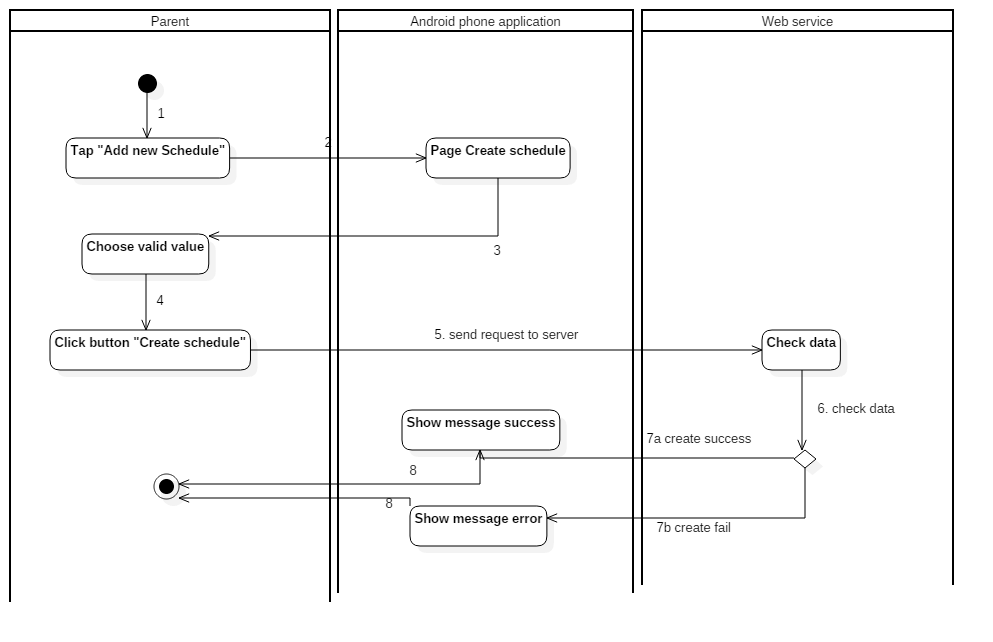 Parent
Android phone application
Web service
1
Tap "Add new Schedule"
2
Page Create schedule
3
Choose valid value
4
Click button "Create schedule"
5. send request to server
Check data
6. check data
Show message success
7a create success
8
8
Show message error
7b create fail